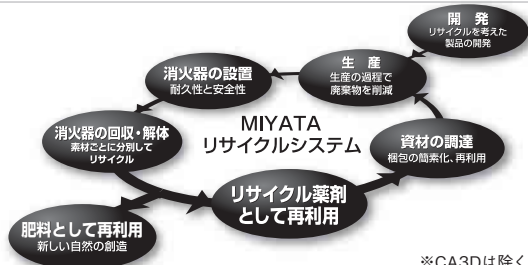 開 発
リサイクルを考えた
製品の開発
生 産
生産の過程で
廃棄物を削減
消火器の設置
耐久性と安全性
消火器の回収・解体
素材ごとに分別して
リサイクル
MIYATA
リサイクルシステム
資材の調達
梱包の簡素化、再利用
リサイクル薬剤
として再利用
肥料として再利用
新しい自然の創造
※CA3Dは除く